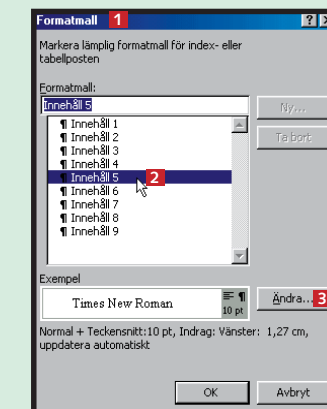 Formatmall 1
Markera lämplig formatmall för index- eller
tabellposten
Formatmall:
Innehåll 5
Ny...
Ta bort
¶ Innehåll 1
¶ Innehåll 2
¶ Innehåll 3
¶ Innehåll 4
¶ Innehåll 5 2
¶ Innehåll 6
¶ Innehåll 7
¶ Innehåll 8
¶ Innehåll 9
Exempel
Times New Roman
¶
10 pt
Ändra... 3
Normal + Teckensnitt:10 pt, Indrag: Vänster: 1,27 cm,
uppdatera automatiskt
OK
Avbryt